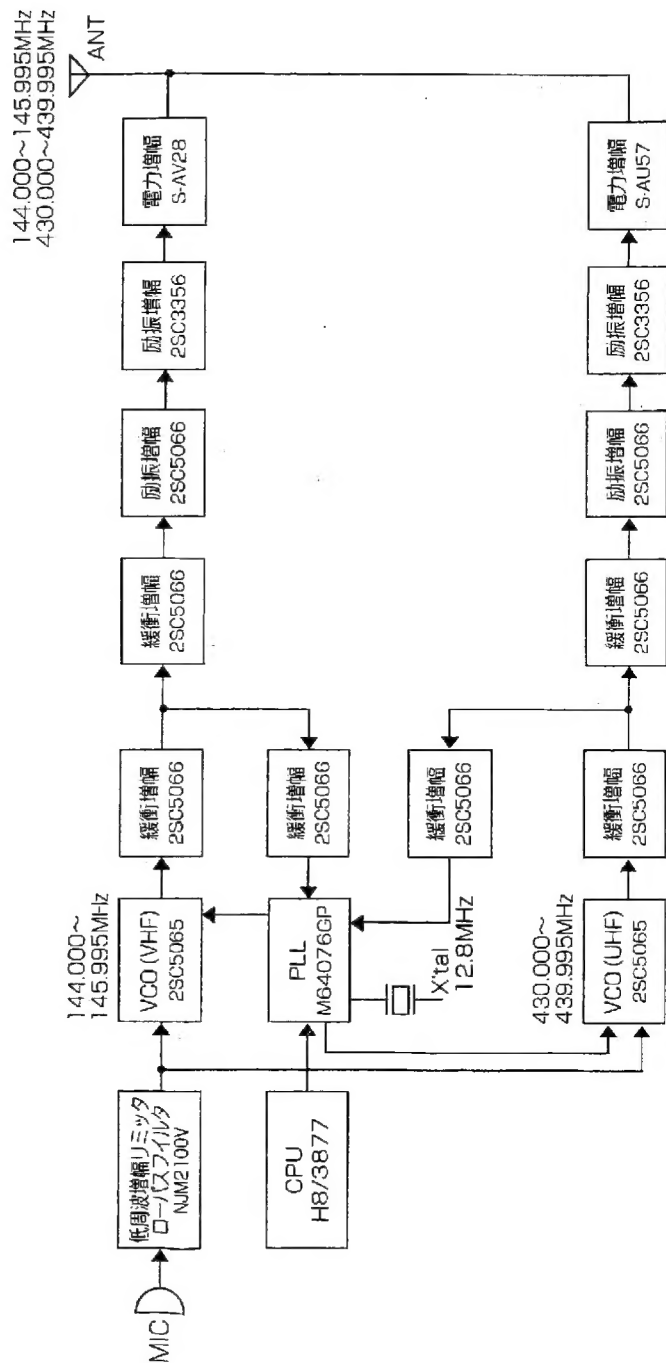 144.000～145.995MHz
430.000～439.995MHz
ANT
MIC
低周波増幅リミッタ
ローパスフィルタ
NJM2100V
144.000～
145.995MHz
VCO (VHF)
2SC5065
緩衝増幅
2SC5066
緩衝増幅
2SC5066
励振増幅
2SC5066
励振増幅
2SC3356
電力増幅
S-AV28
CPU
H8/3877
PLL
M64076GP
緩衝増幅
2SC5066
X'tal
12.8MHz
緩衝増幅
2SC5066
430.000～
439.995MHz
VCO (UHF)
2SC5065
緩衝増幅
2SC5066
緩衝増幅
2SC5066
励振増幅
2SC5066
励振増幅
2SC3356
電力増幅
S-AU57